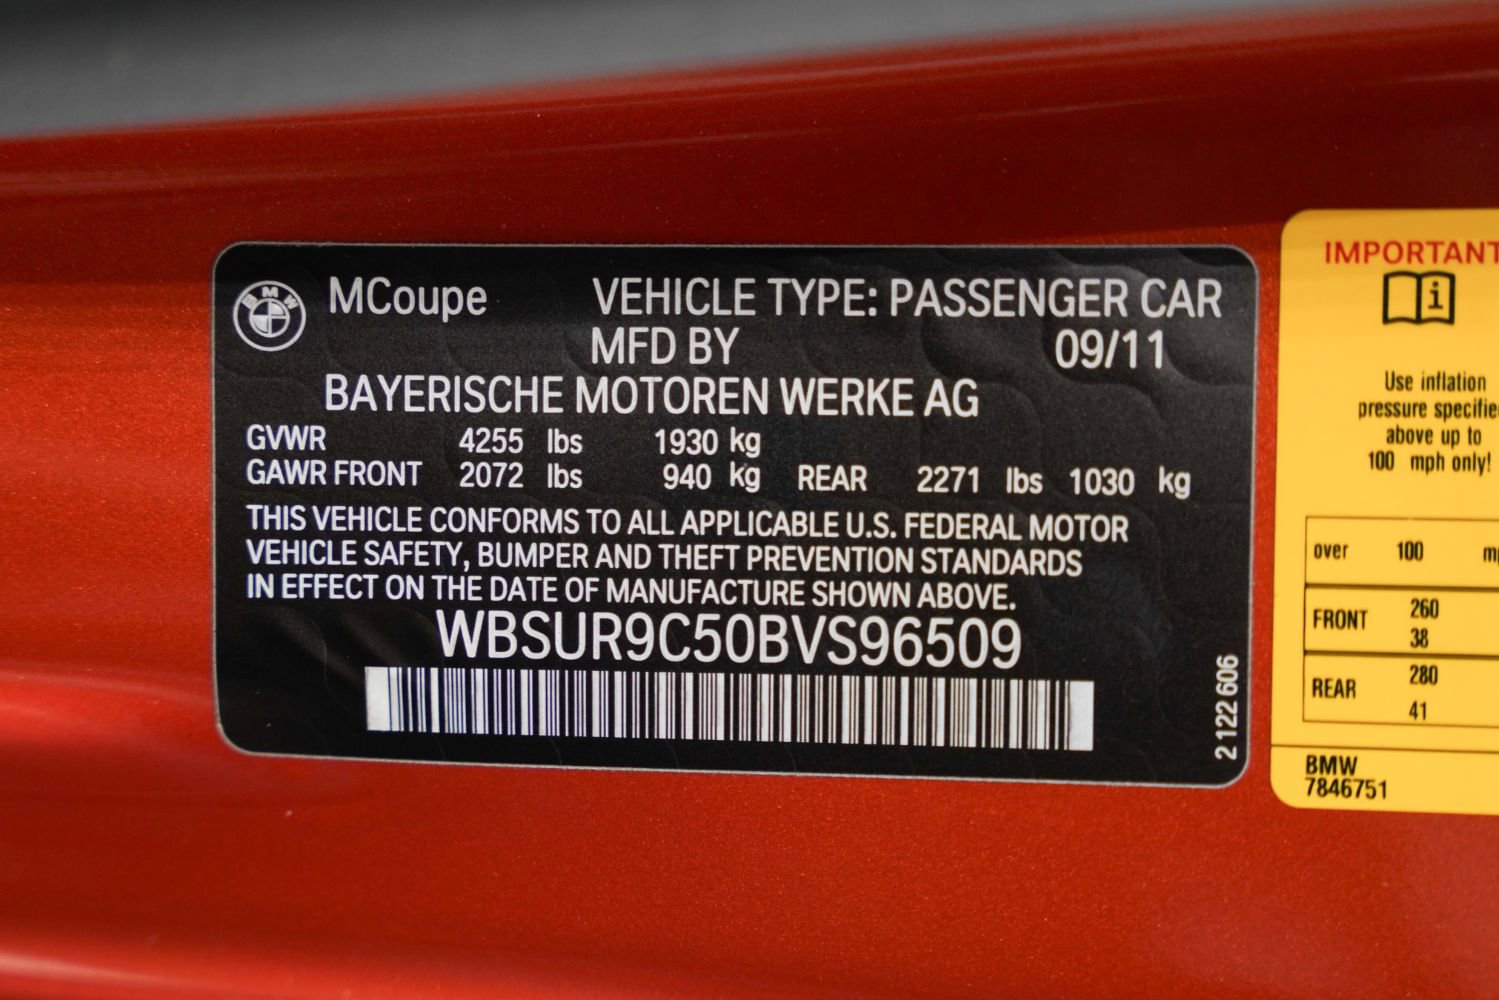 BMW
MCoupe VEHICLE TYPE: PASSENGER CAR
MFD BY 09/11
BAYERISCHE MOTOREN WERKE AG
GVWR 4255 lbs 1930 kg
GAWR FRONT 2072 lbs 940 kg REAR 2271 lbs 1030 kg
THIS VEHICLE CONFORMS TO ALL APPLICABLE U.S. FEDERAL MOTOR
VEHICLE SAFETY, BUMPER AND THEFT PREVENTION STANDARDS
IN EFFECT ON THE DATE OF MANUFACTURE SHOWN ABOVE.
WBSUR9C50BVS96509
2 122 606
IMPORTANT
i
Use inflation
pressure specifie
above up to
100 mph only!
over 100 m
FRONT 260
38
REAR 280
41
BMW
7846751